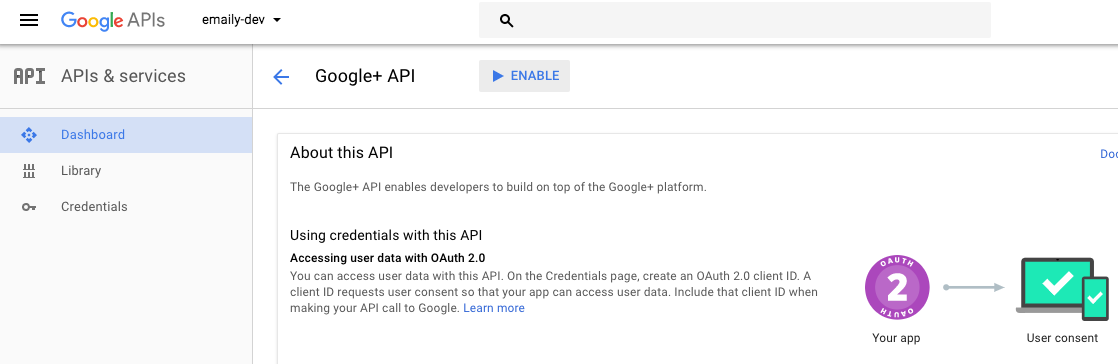 Google APIs emaily-dev
API APIs & services
Google+ API ENABLE
Dashboard
Library
Credentials
About this API
The Google+ API enables developers to build on top of the Google+ platform.
Using credentials with this API
Accessing user data with OAuth 2.0
You can access user data with this API. On the Credentials page, create an OAuth 2.0 client ID. A
client ID requests user consent so that your app can access user data. Include that client ID when
making your API call to Google. Learn more
OAUTH
2
OAUTH
Your app
User consent